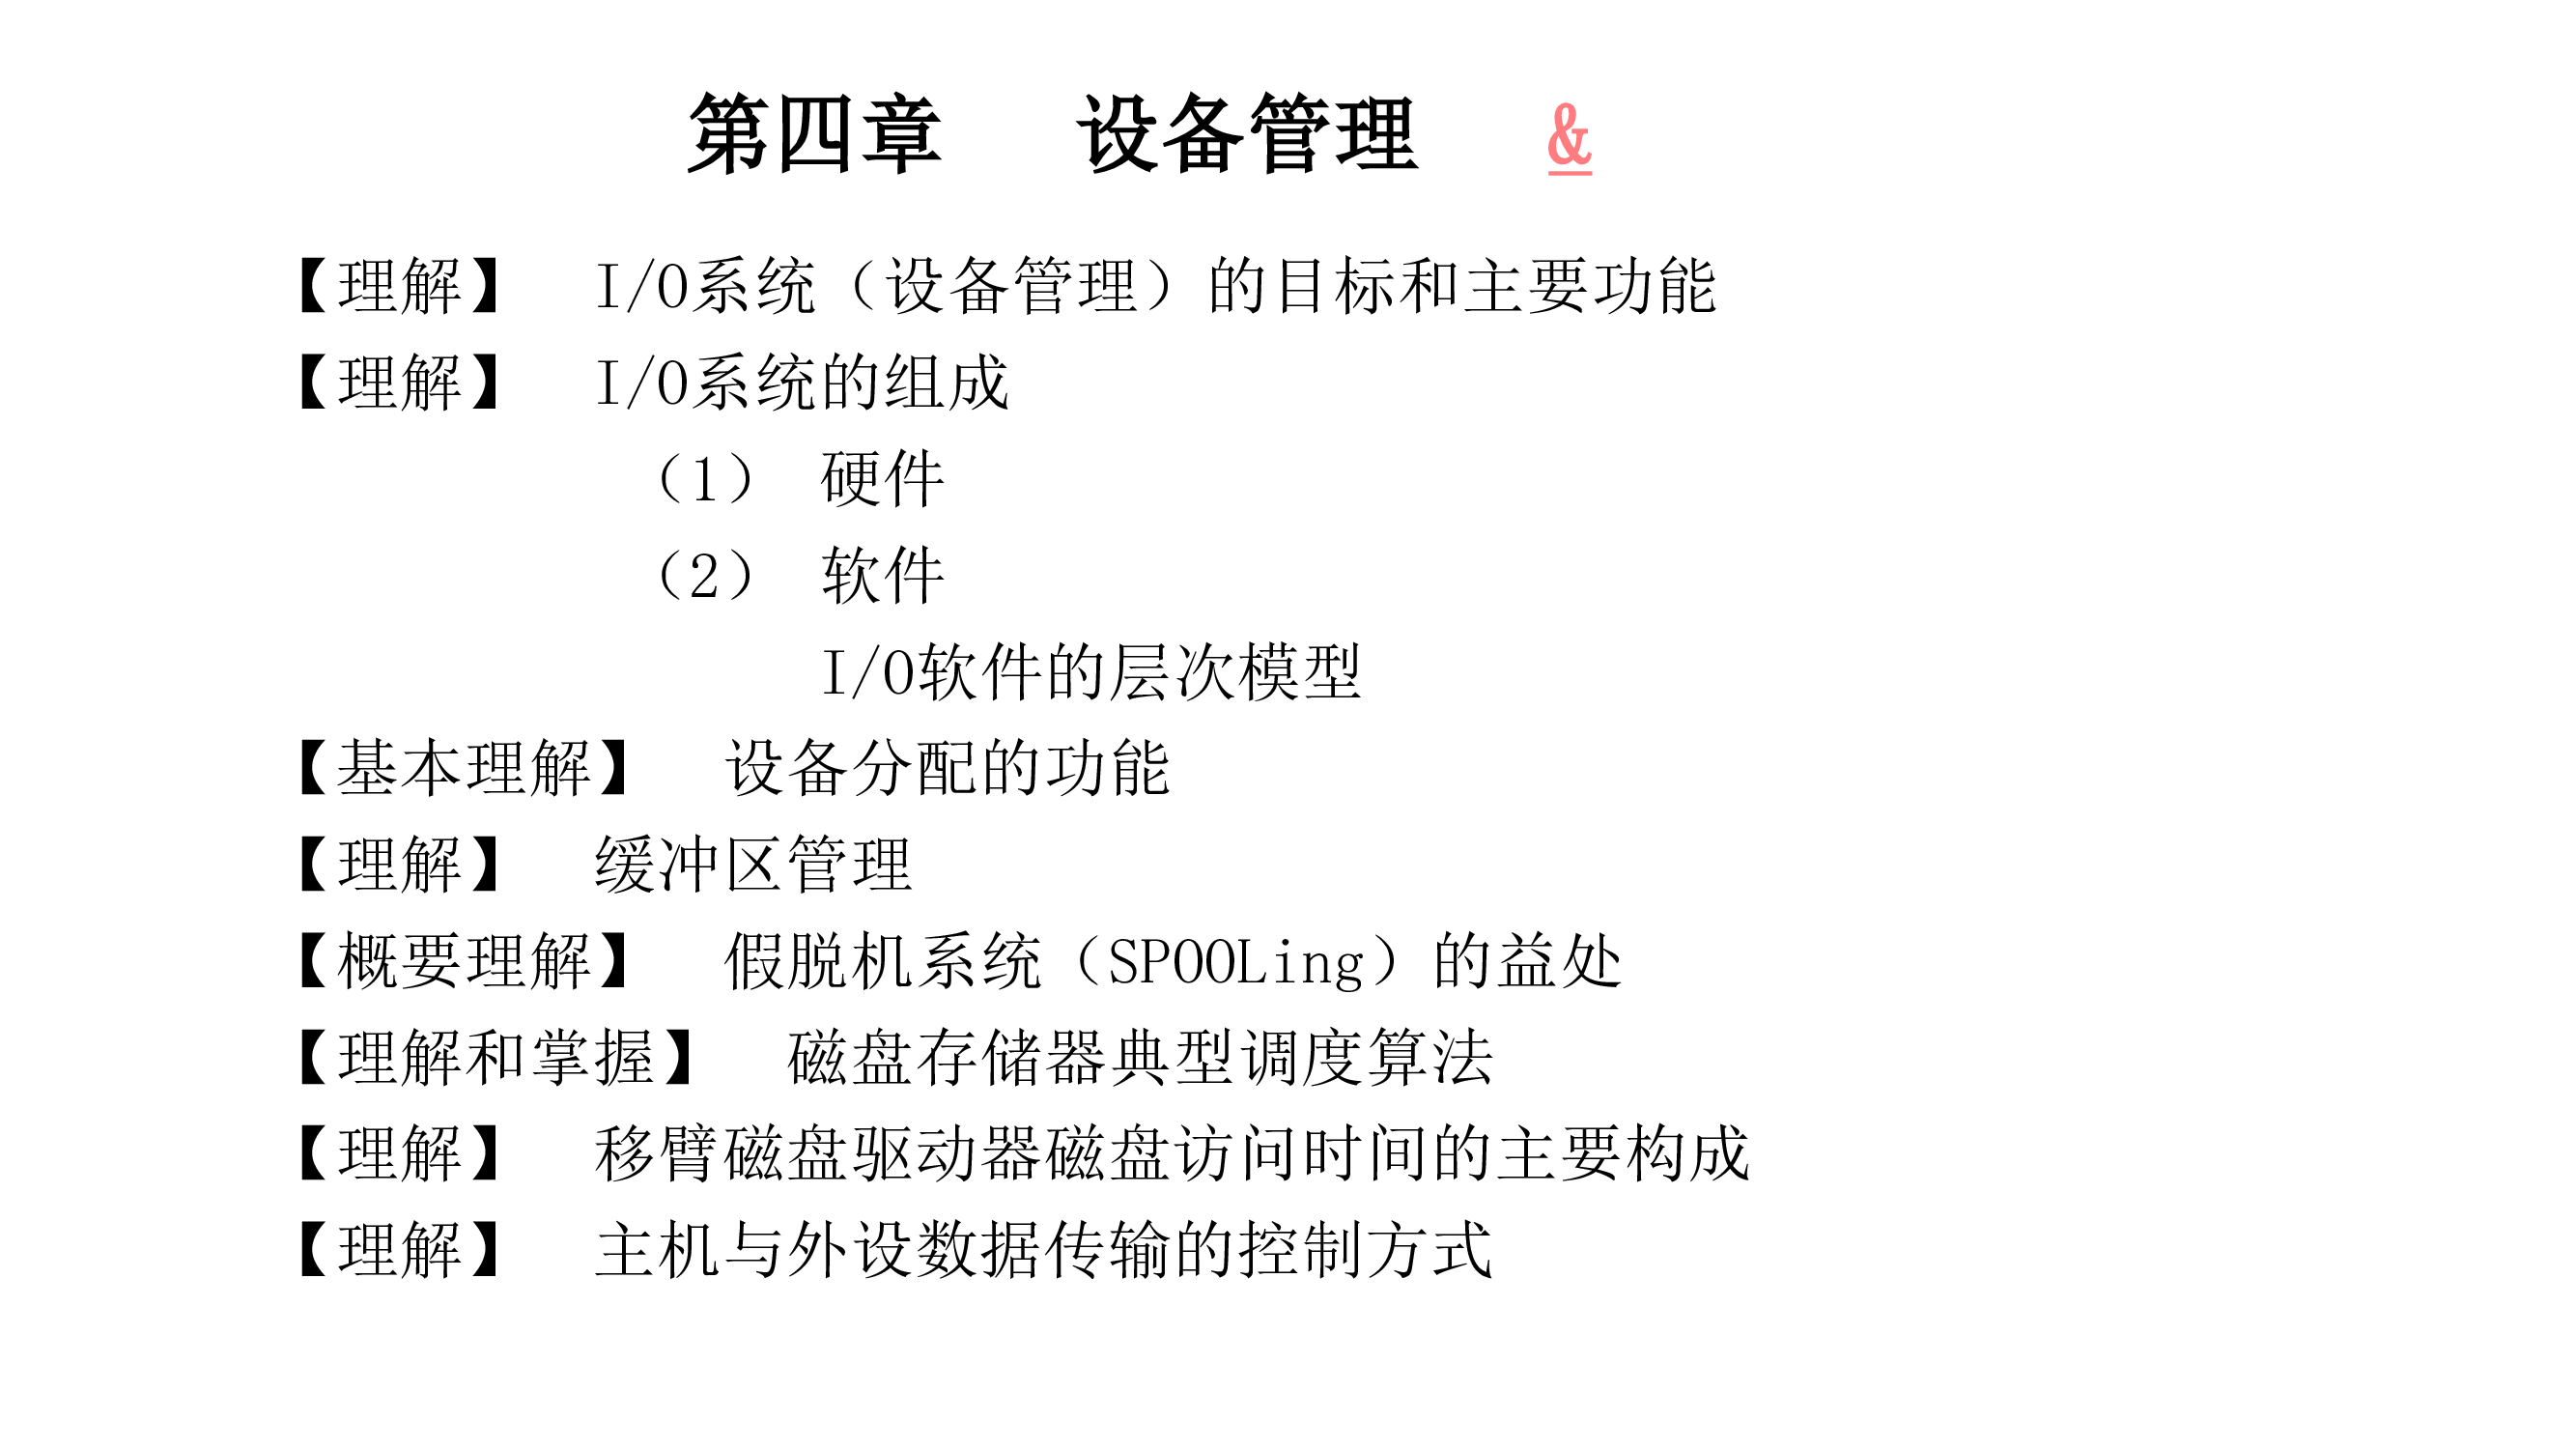 第四章 设备管理 &
【理解】 I/O系统（设备管理）的目标和主要功能
【理解】 I/O系统的组成
（1） 硬件
（2） 软件
I/O软件的层次模型
【基本理解】 设备分配的功能
【理解】 缓冲区管理
【概要理解】 假脱机系统（SPOOLing）的益处
【理解和掌握】 磁盘存储器典型调度算法
【理解】 移臂磁盘驱动器磁盘访问时间的主要构成
【理解】 主机与外设数据传输的控制方式